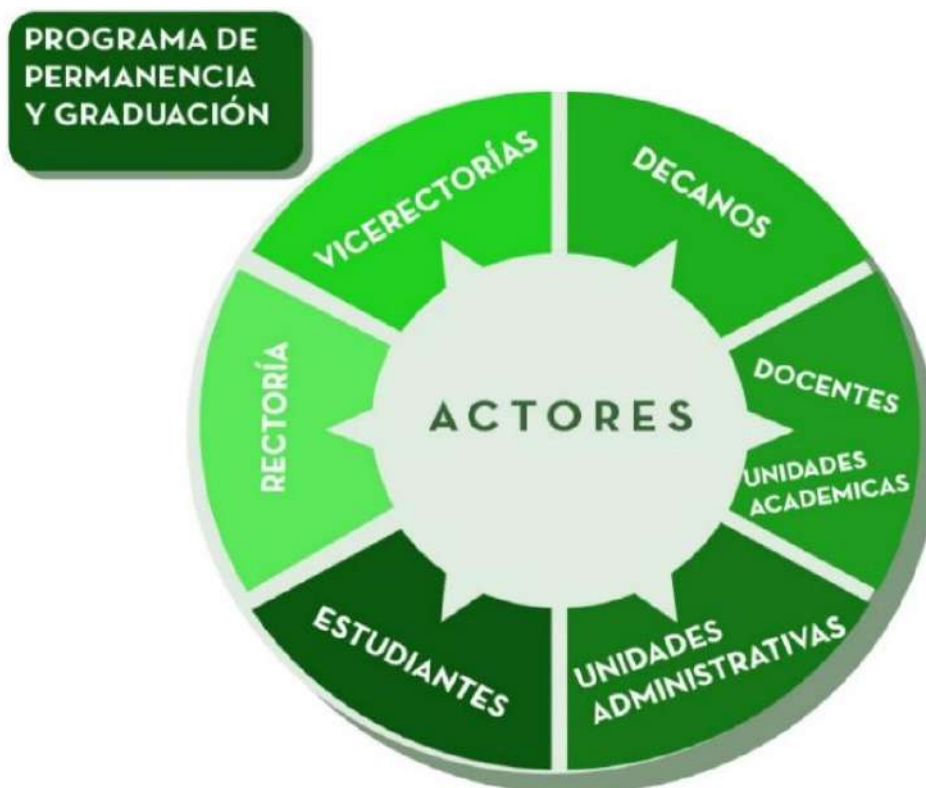 PROGRAMA DE
PERMANENCIA
Y GRADUACIÓN
VICERECTORÍAS
DECANOS
RECTORÍA
ACTORES
DOCENTES
UNIDADES
ACADEMICAS
ESTUDIANTES
UNIDADES
ADMINISTRATIVAS